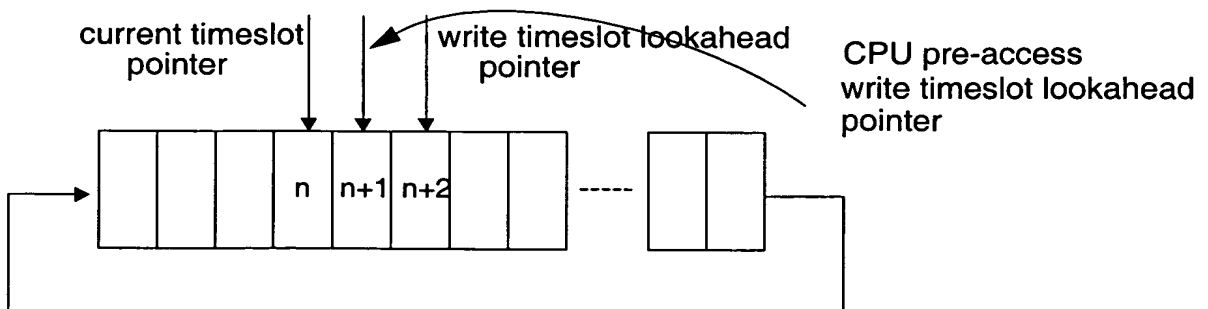 current timeslot
pointer
write timeslot lookahead
pointer
CPU pre-access
write timeslot lookahead
pointer
n
n+1
n+2